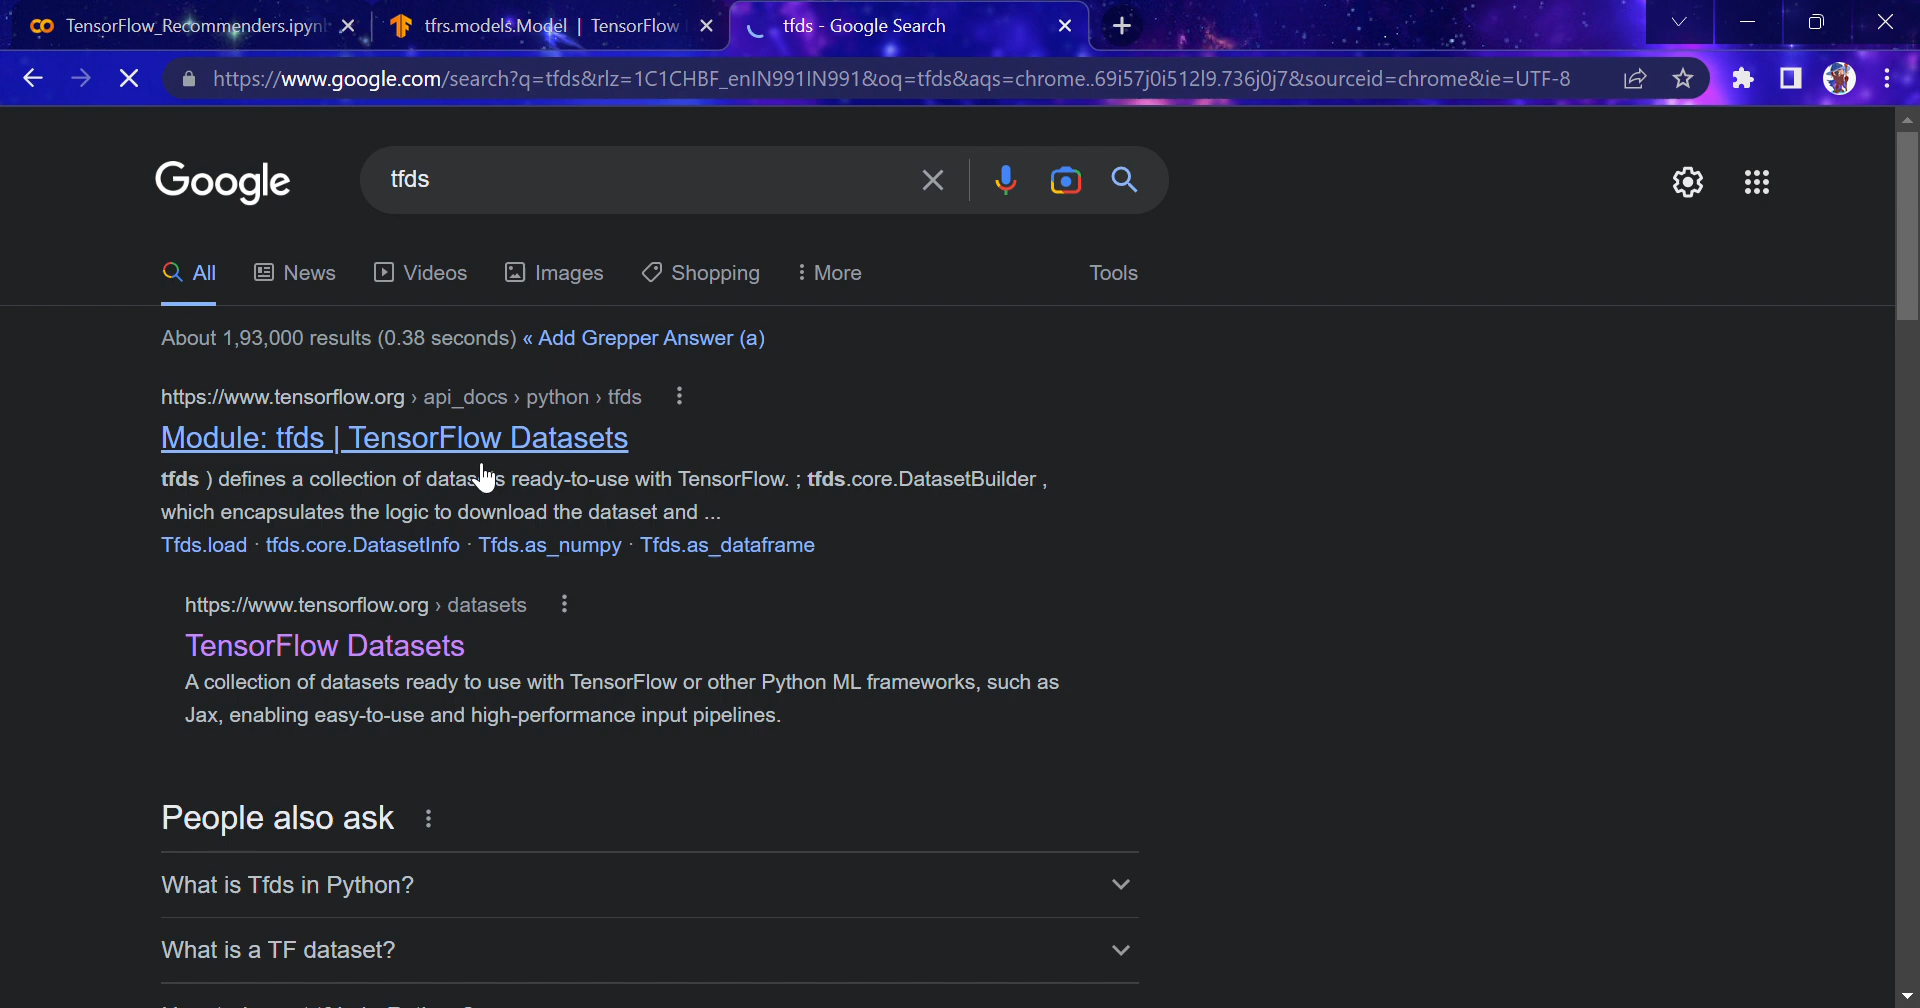 TensorFlow_Recommenders.ipynb
tfrs.models.Model | TensorFlow
tfds - Google Search
https://www.google.com/search?q=tfds&rlz=1C1CHBF_enIN991IN991&oq=tfds&aqs=chrome..69i57j0i512l9.736j0j7&sourceid=chrome&ie=UTF-8
Google
tfds
All
News
Videos
Images
Shopping
More
Tools
About 1,93,000 results (0.38 seconds) « Add Grepper Answer (a)
https://www.tensorflow.org › api_docs › python › tfds
Module: tfds | TensorFlow Datasets
tfds ) defines a collection of datasets ready-to-use with TensorFlow. ; tfds.core.DatasetBuilder ,
which encapsulates the logic to download the dataset and ...
Tfds.load · tfds.core.DatasetInfo · Tfds.as_numpy · Tfds.as_dataframe
https://www.tensorflow.org › datasets
TensorFlow Datasets
A collection of datasets ready to use with TensorFlow or other Python ML frameworks, such as
Jax, enabling easy-to-use and high-performance input pipelines.
People also ask
What is Tfds in Python?
What is a TF dataset?